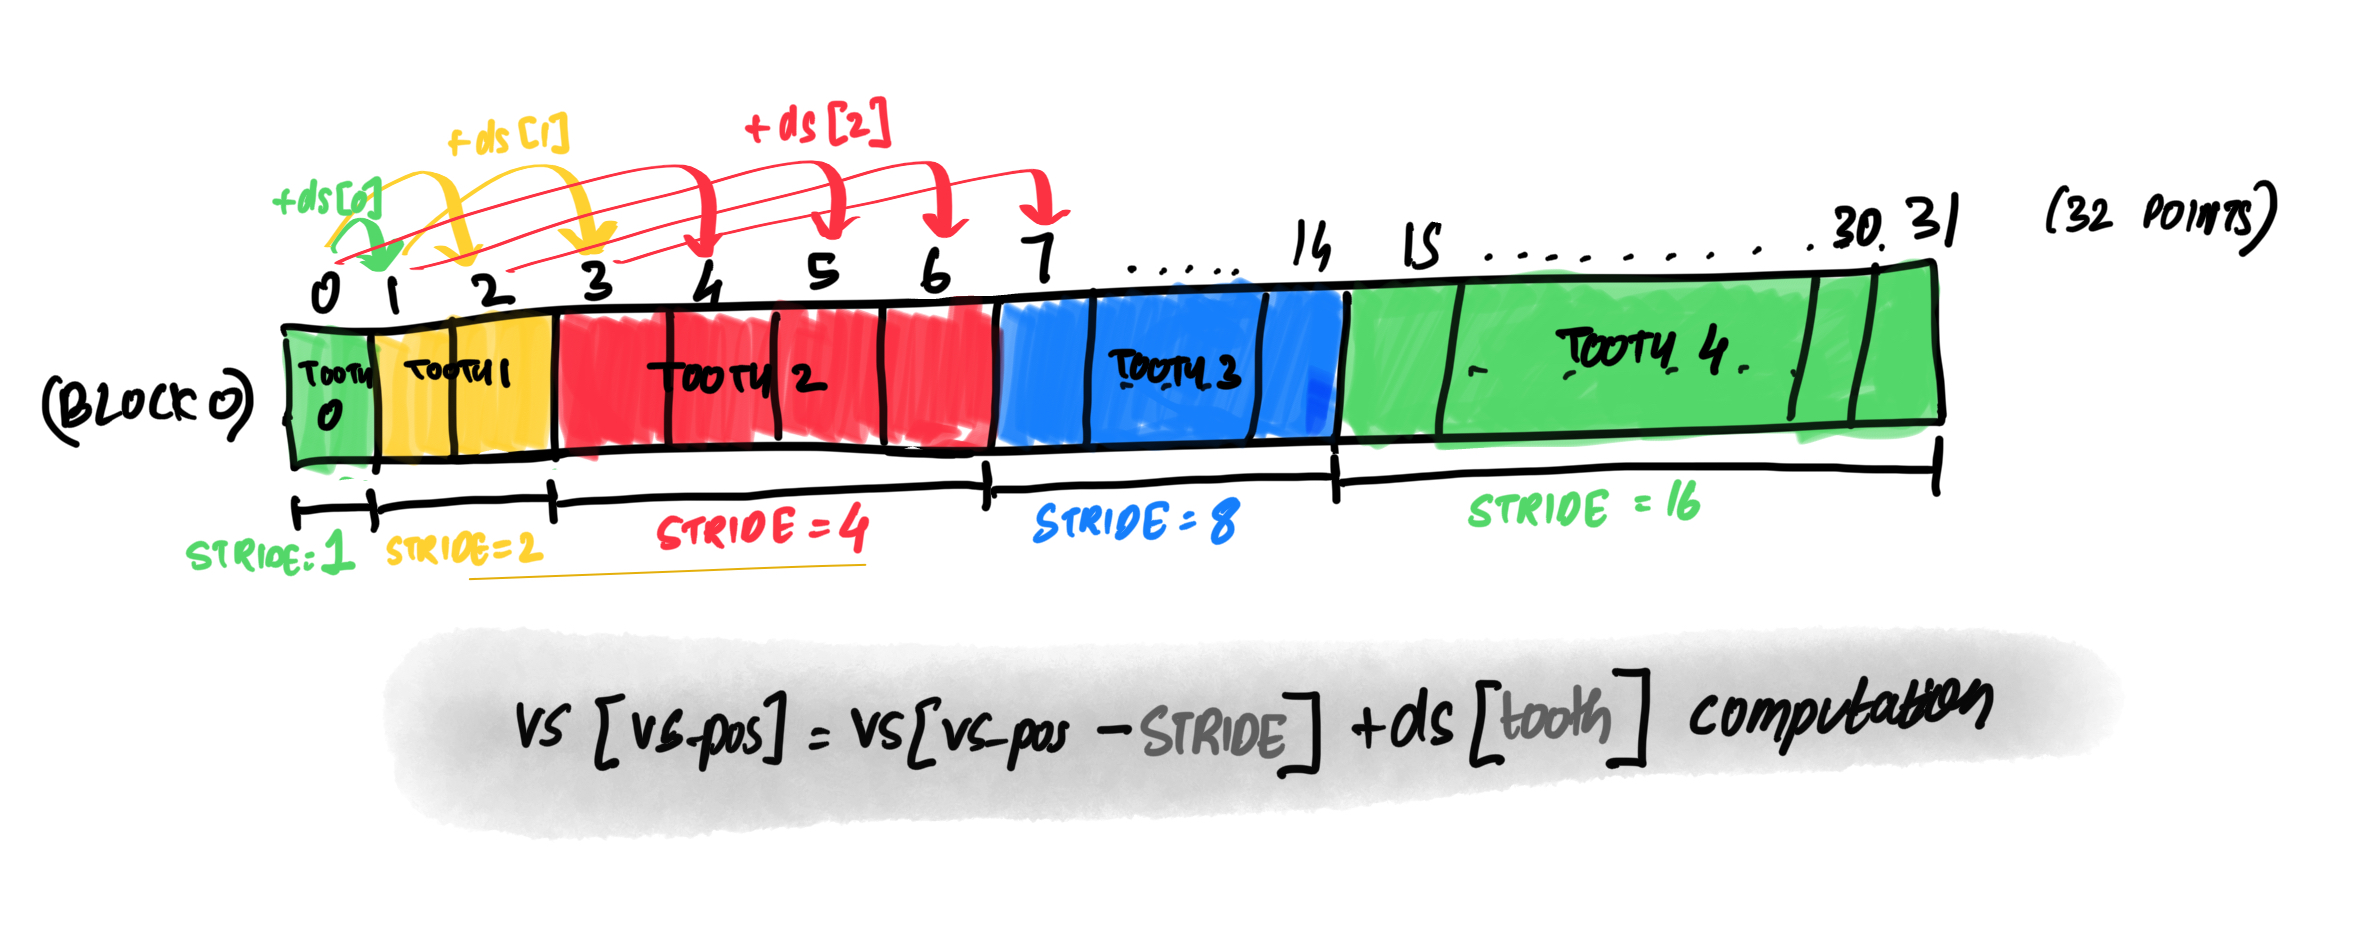 +ds[1]
+ds[2]
+ds[0]
0 1 2 3 4 5 6 7 ..... 14 15 .......... 30. 31 (32 POINTS)
(BLOCK 0)
TOOTH 0
TOOTH 1
TOOTH 2
TOOTH 3
TOOTH 4
STRIDE=1
STRIDE=2
STRIDE=4
STRIDE=8
STRIDE=16
vs[vs_pos] = vs[vs_pos - STRIDE] +ds[tooth] computation